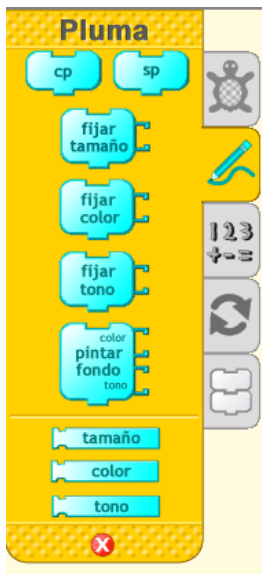 Pluma
cp sp
fijar
tamaño
fijar
color
fijar
tono
color
pintar
fondo
tono
tamaño
color
tono
X
1 2 3
+ - =